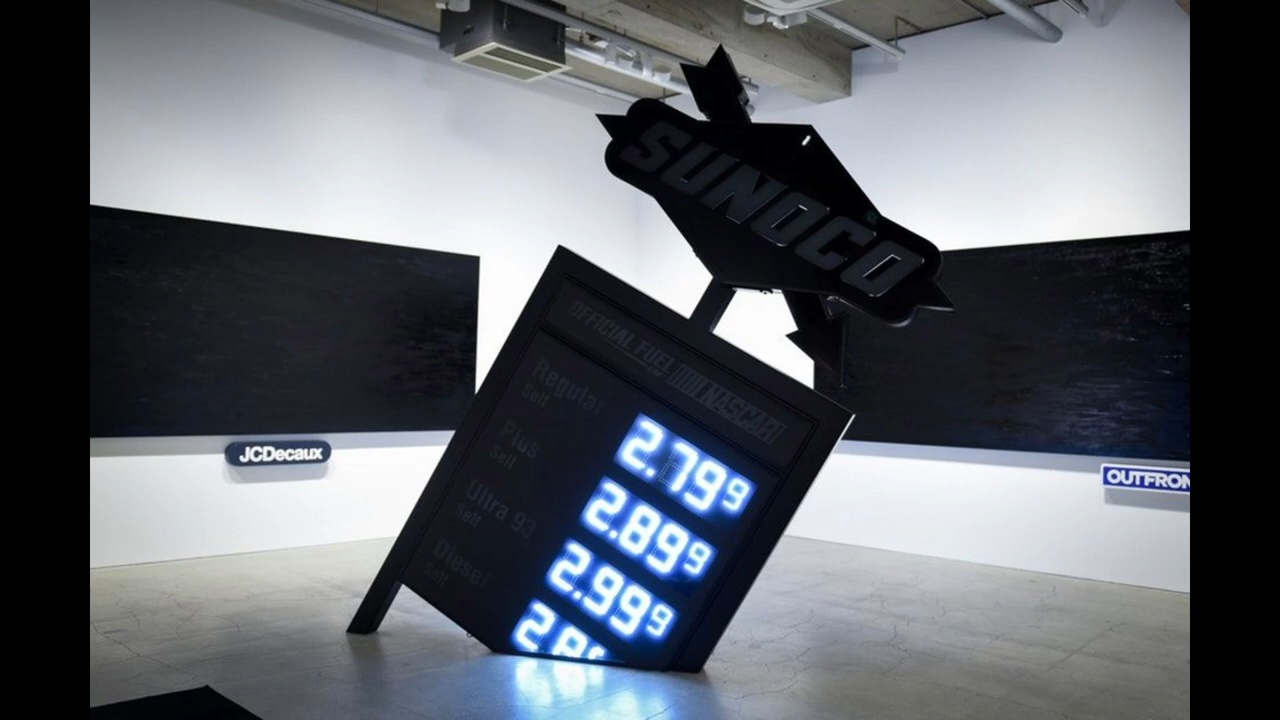 SUNOCO
OFFICIAL FUEL OF NASCAR
Regular
Self
2.79 9
Plus
Self
2.89 9
Ultra 93
Self
2.99 9
Diesel
Self
JCDecaux
OUTFRON